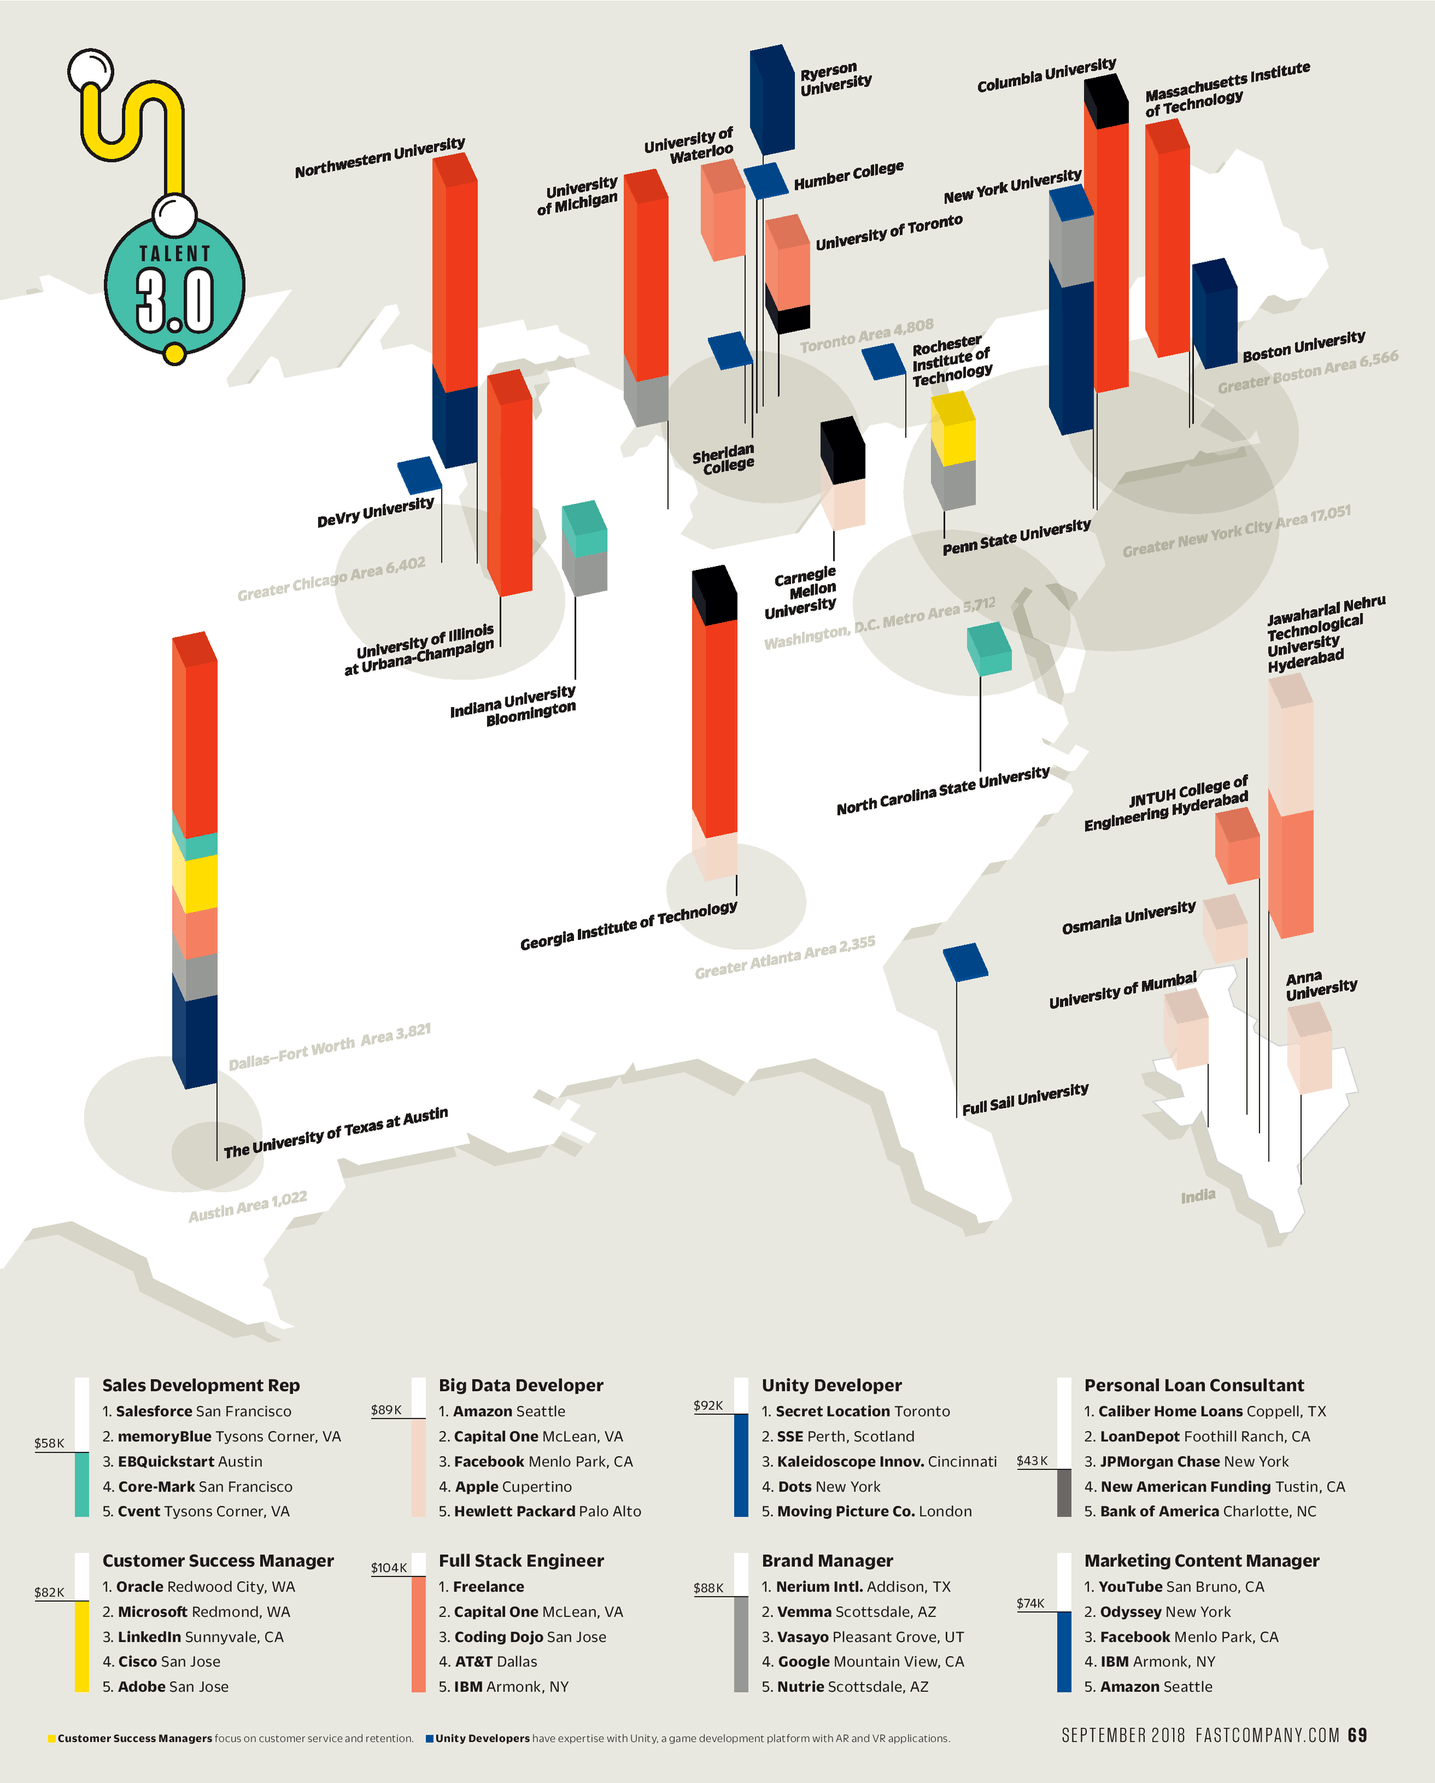 TALENT
3.0
Ryerson
University
Columbia University
Massachusetts Institute
of Technology
Northwestern University
University of
Waterloo
University
of Michigan
Humber College
New York University
University of Toronto
Toronto Area 4,808
Rochester
Institute of
Technology
Boston University
Greater Boston Area 6,566
Sheridan
College
DeVry University
Penn State University
Greater New York City Area 17,051
Greater Chicago Area 6,402
Carnegie
Mellon
University
Washington, D.C. Metro Area 5,712
Jawaharlal Nehru
Technological
University
Hyderabad
University of Illinois
at Urbana-Champaign
Indiana University
Bloomington
North Carolina State University
JNTUH College of
Engineering Hyderabad
Georgia Institute of Technology
Greater Atlanta Area 2,355
Osmania University
University of Mumbai
Anna
University
Dallas–Fort Worth Area 3,821
The University of Texas at Austin
Full Sail University
Austin Area 1,022
India
Sales Development Rep
$58K
1. Salesforce San Francisco
2. memoryBlue Tysons Corner, VA
3. EBQuickstart Austin
4. Core-Mark San Francisco
5. Cvent Tysons Corner, VA
Big Data Developer
$89K
1. Amazon Seattle
2. Capital One McLean, VA
3. Facebook Menlo Park, CA
4. Apple Cupertino
5. Hewlett Packard Palo Alto
Unity Developer
$92K
1. Secret Location Toronto
2. SSE Perth, Scotland
3. Kaleidoscope Innov. Cincinnati
4. Dots New York
5. Moving Picture Co. London
Personal Loan Consultant
$43K
1. Caliber Home Loans Coppell, TX
2. LoanDepot Foothill Ranch, CA
3. JPMorgan Chase New York
4. New American Funding Tustin, CA
5. Bank of America Charlotte, NC
Customer Success Manager
$82K
1. Oracle Redwood City, WA
2. Microsoft Redmond, WA
3. LinkedIn Sunnyvale, CA
4. Cisco San Jose
5. Adobe San Jose
Full Stack Engineer
$104K
1. Freelance
2. Capital One McLean, VA
3. Coding Dojo San Jose
4. AT&T Dallas
5. IBM Armonk, NY
Brand Manager
$88K
1. Nerium Intl. Addison, TX
2. Vemma Scottsdale, AZ
3. Vasayo Pleasant Grove, UT
4. Google Mountain View, CA
5. Nutrie Scottsdale, AZ
Marketing Content Manager
$74K
1. YouTube San Bruno, CA
2. Odyssey New York
3. Facebook Menlo Park, CA
4. IBM Armonk, NY
5. Amazon Seattle
Customer Success Managers focus on customer service and retention. Unity Developers have expertise with Unity, a game development platform with AR and VR applications.
SEPTEMBER 2018 FASTCOMPANY.COM 69